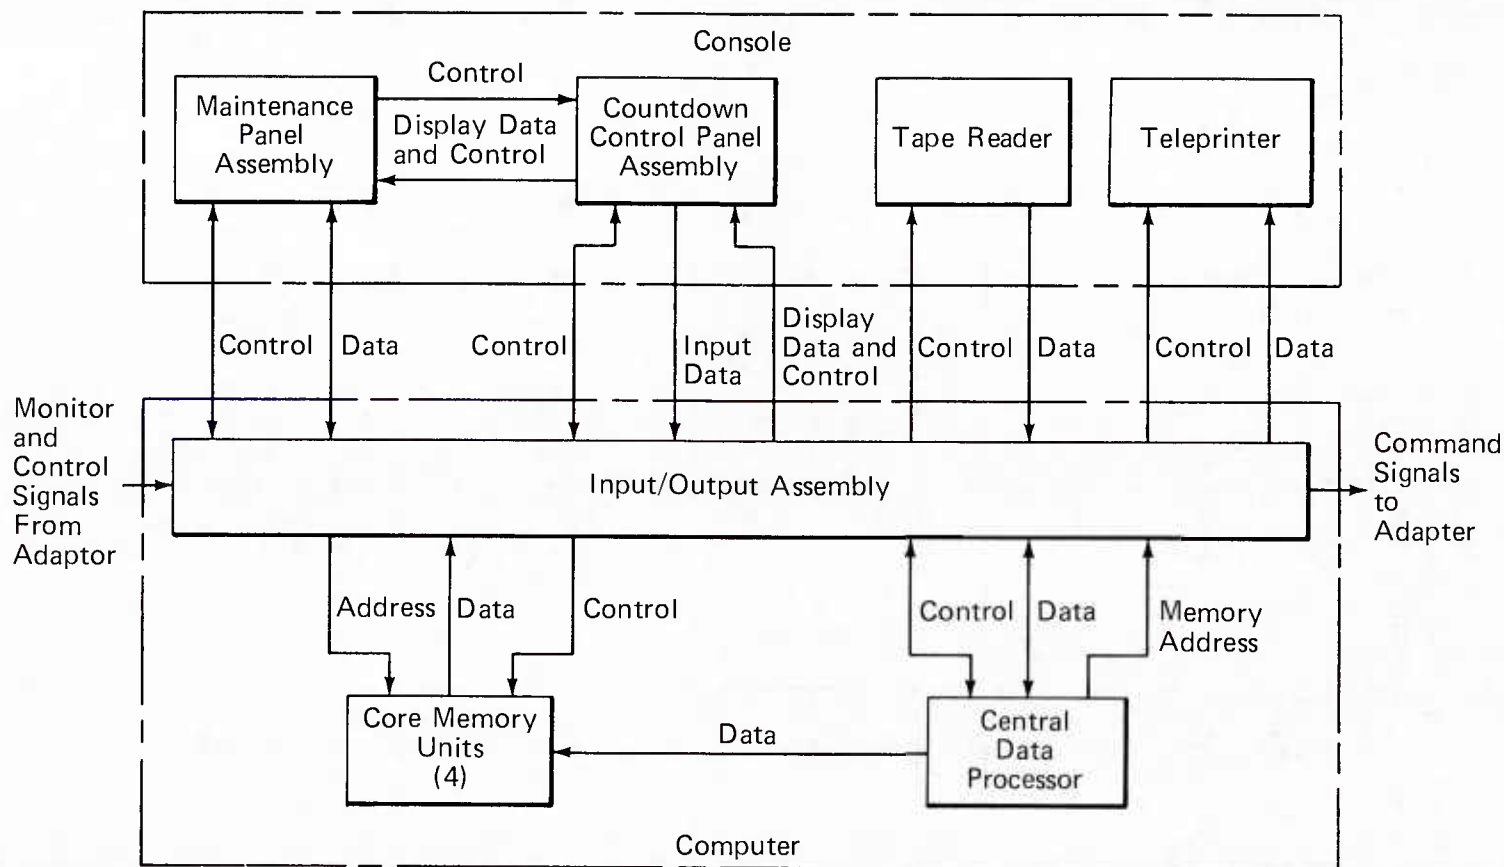 Console
Control
Maintenance
Panel
Assembly
Display Data
and Control
Countdown
Control Panel
Assembly
Tape Reader
Teleprinter
Control
Data
Control
Input
Data
Display
Data and
Control
Control
Data
Control
Data
Monitor
and
Control
Signals
From
Adaptor
Input/Output Assembly
Command
Signals
to
Adapter
Address
Data
Control
Control
Data
Memory
Address
Core Memory
Units
(4)
Data
Central
Data
Processor
Computer